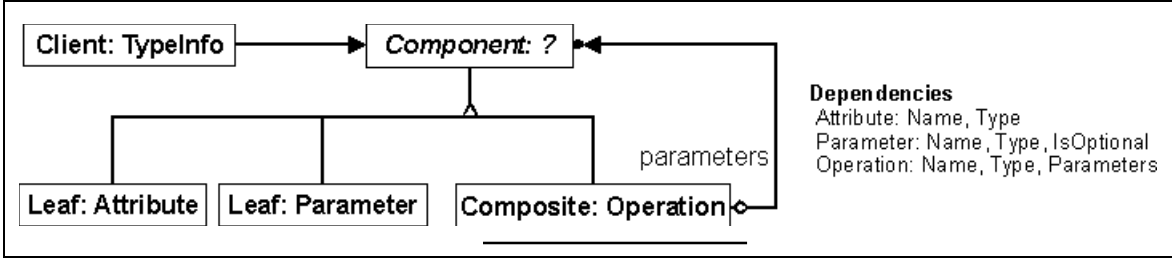 Client: TypeInfo
Component: ?
Dependencies
Attribute: Name, Type
Parameter: Name, Type, IsOptional
Operation: Name, Type, Parameters
parameters
Leaf: Attribute
Leaf: Parameter
Composite: Operation